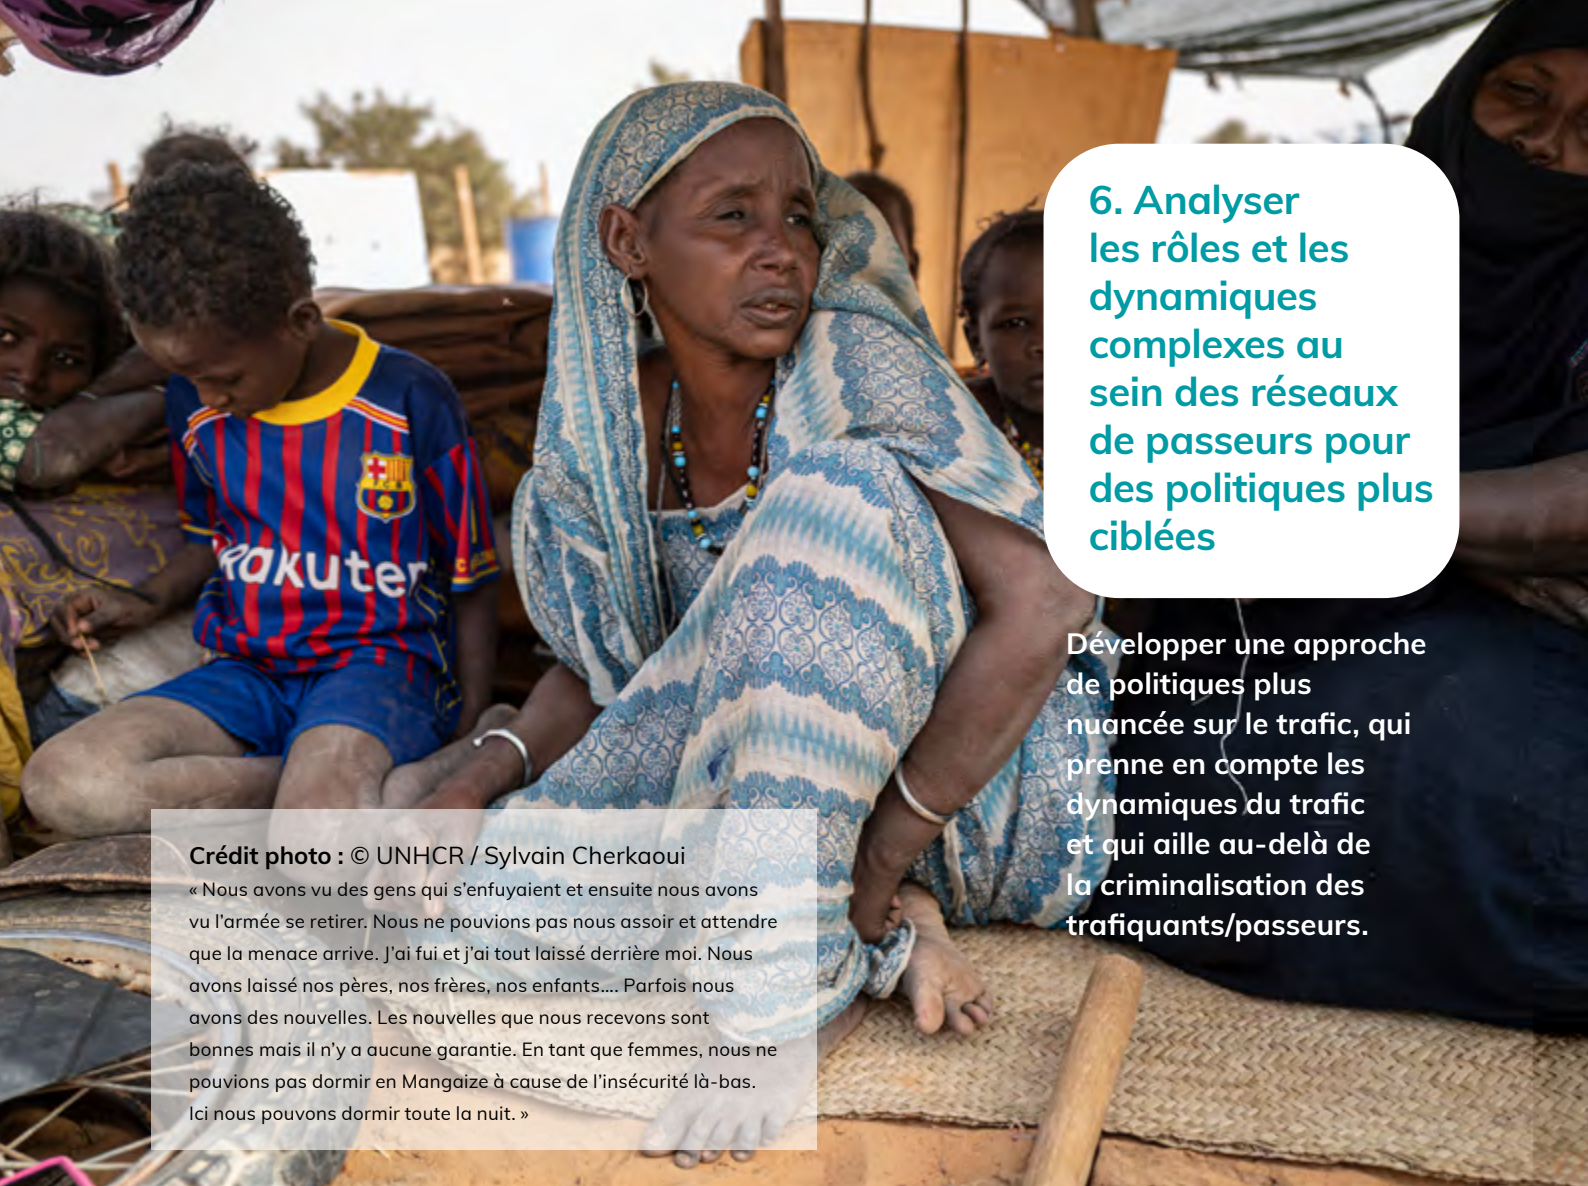 6. Analyser
les rôles et les
dynamiques
complexes au
sein des réseaux
de passeurs pour
des politiques plus
ciblées
Développer une approche
de politiques plus
nuancée sur le trafic, qui
prenne en compte les
dynamiques du trafic
et qui aille au-delà de
la criminalisation des
trafiquants/passeurs.
Rakuten
Crédit photo : © UNHCR / Sylvain Cherkaoui
« Nous avons vu des gens qui s’enfuyaient et ensuite nous avons
vu l’armée se retirer. Nous ne pouvions pas nous assoir et attendre
que la menace arrive. J’ai fui et j’ai tout laissé derrière moi. Nous
avons laissé nos pères, nos frères, nos enfants…. Parfois nous
avons des nouvelles. Les nouvelles que nous recevons sont
bonnes mais il n’y a aucune garantie. En tant que femmes, nous ne
pouvions pas dormir en Mangaize à cause de l’insécurité là-bas.
Ici nous pouvons dormir toute la nuit. »